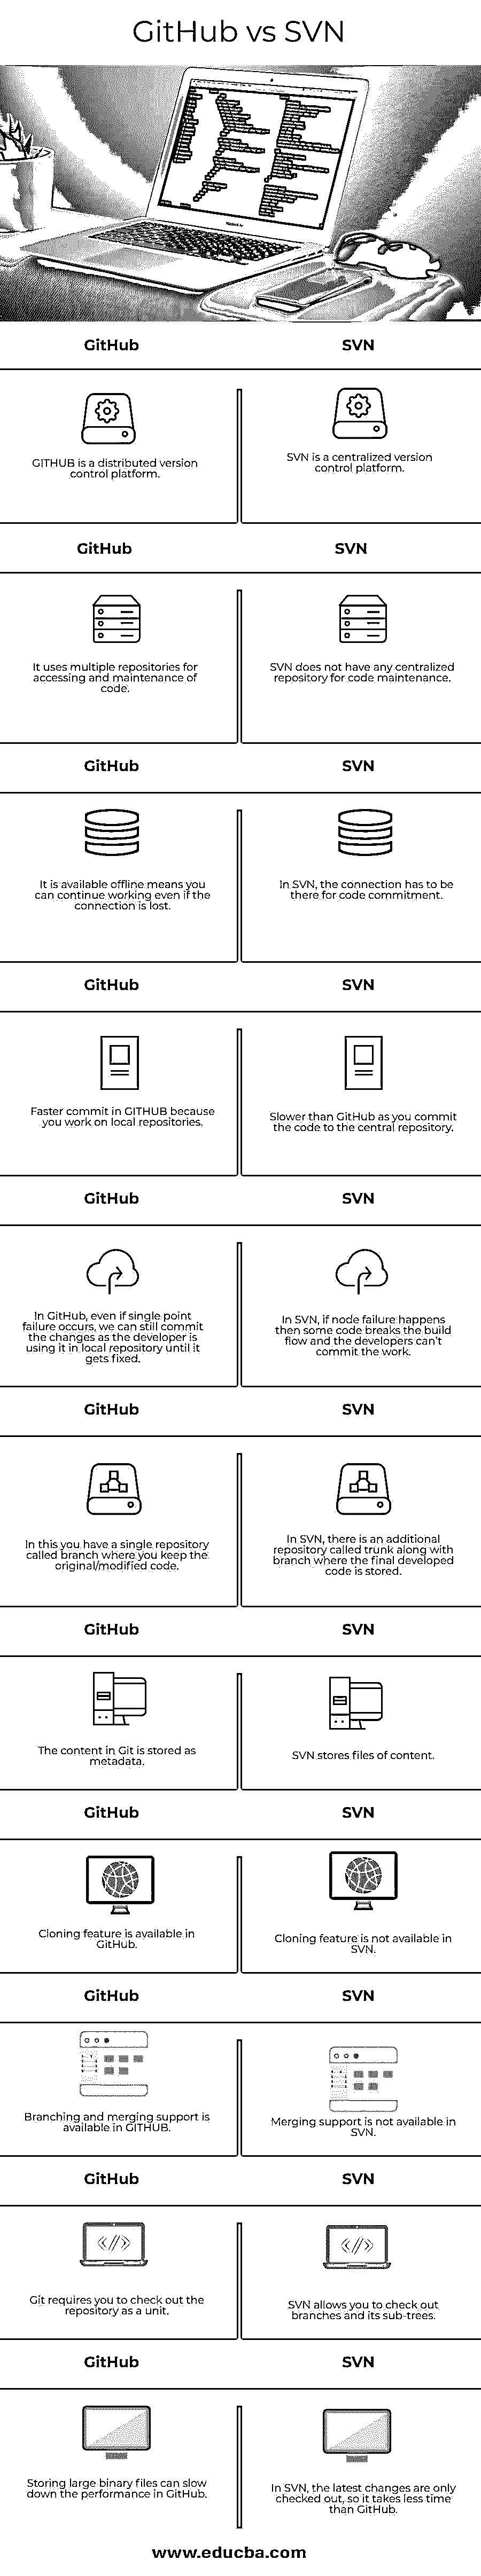 GitHub vs SVN
GitHub
SVN
GITHUB is a distributed version
control platform.
SVN is a centralized version
control platform.
GitHub
SVN
It uses multiple repositories for
accessing and maintenance of
code.
SVN does not have any centralized
repository for code maintenance.
GitHub
SVN
It is available offline means you
can continue working even if the
connection is lost.
In SVN, the connection has to be
there for code commitment.
GitHub
SVN
Faster commit in GITHUB because
you work on local repositories.
Slower than GitHub as you commit
the code to the central repository.
GitHub
SVN
In GitHub, even if single point
failure occurs, we can still commit
the changes as the developer is
using it in local repository until it
gets fixed.
In SVN, if node failure happens
then some code breaks the build
flow and the developers can't
commit the work.
GitHub
SVN
In this you have a single repository
called branch where you keep the
original/modified code.
In SVN, there is an additional
repository called trunk along with
branch where the final developed
code is stored.
GitHub
SVN
The content in Git is stored as
metadata.
SVN stores files of content.
GitHub
SVN
Cloning feature is available in
GitHub.
Cloning feature is not available in
SVN.
GitHub
SVN
Branching and merging support is
available in GITHUB.
Merging support is not available in
SVN.
GitHub
SVN
Git requires you to check out the
repository as a unit.
SVN allows you to check out
branches and its sub-trees.
GitHub
SVN
Storing large binary files can slow
down the performance in GitHub.
In SVN, the latest changes are only
checked out, so it takes less time
than GitHub.
www.educba.com